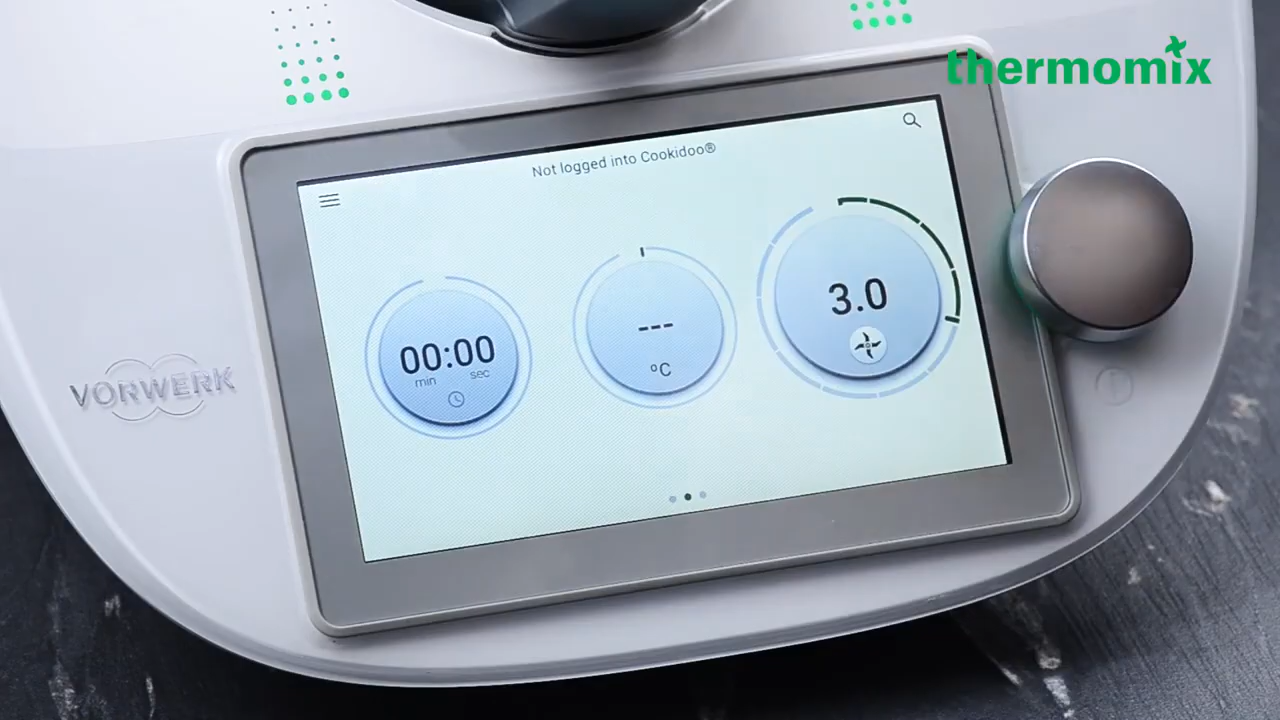 thermomix
Not logged into Cookidoo®
00:00
min sec
---
°C
3.0
VORWERK